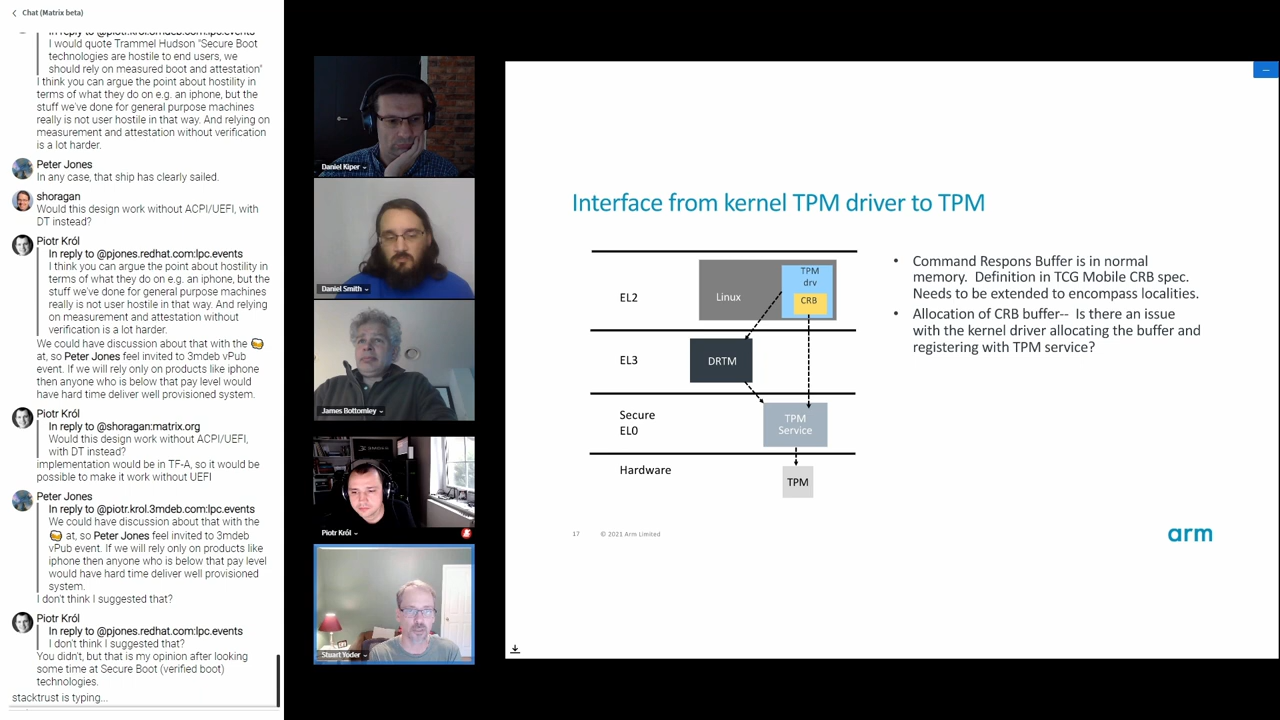 Chat (Matrix beta)
In reply to @piotr.krol.3mdeb.com:lpc.events
I would quote Trammel Hudson "Secure Boot
technologies are hostile to end users, we
should rely on measured boot and attestation"
I think you can argue the point about hostility in
terms of what they do on e.g. an iphone, but the
stuff we've done for general purpose machines
really is not user hostile in that way. And relying
on measurement and attestation without verification
is a lot harder.
Peter Jones
In any case, that ship has clearly sailed.
shoragan
Would this design work without ACPI/UEFI, with
DT instead?
Piotr Król
In reply to @pjones.redhat.com:lpc.events
I think you can argue the point about hostility in
terms of what they do on e.g. an iphone, but the
stuff we've done for general purpose machines
really is not user hostile in that way. And relying
on measurement and attestation without
verification is a lot harder.
We could have discussion about that with the 🍻
at, so Peter Jones feel invited to 3mdeb vPub
event. If we will rely only on products like iphone
then anyone who is below that pay level would
have hard time deliver well provisioned system.
Piotr Król
In reply to @shoragan:matrix.org
Would this design work without ACPI/UEFI,
with DT instead?
implementation would be in TF-A, so it would be
possible to make it work without UEFI
Peter Jones
In reply to @piotr.krol.3mdeb.com:lpc.events
We could have discussion about that with the
🍻 at, so Peter Jones feel invited to 3mdeb
vPub event. If we will rely only on products like
iphone then anyone who is below that pay level
would have hard time deliver well provisioned
system.
I don't think I suggested that?
Piotr Król
In reply to @pjones.redhat.com:lpc.events
I don't think I suggested that?
You didn't, but that is my opinion after looking
some time at Secure Boot (verified boot)
technologies.
stacktrust is typing...
Daniel Kiper
Daniel Smith
James Bottomley
Piotr Król
Stuart Yoder
Interface from kernel TPM driver to TPM
EL2
Linux
TPM
drv
CRB
EL3
DRTM
Secure
EL0
TPM
Service
Hardware
TPM
• Command Respons Buffer is in normal
memory. Definition in TCG Mobile CRB spec.
Needs to be extended to encompass localities.
• Allocation of CRB buffer-- Is there an issue
with the kernel driver allocating the buffer and
registering with TPM service?
17 © 2021 Arm Limited
arm